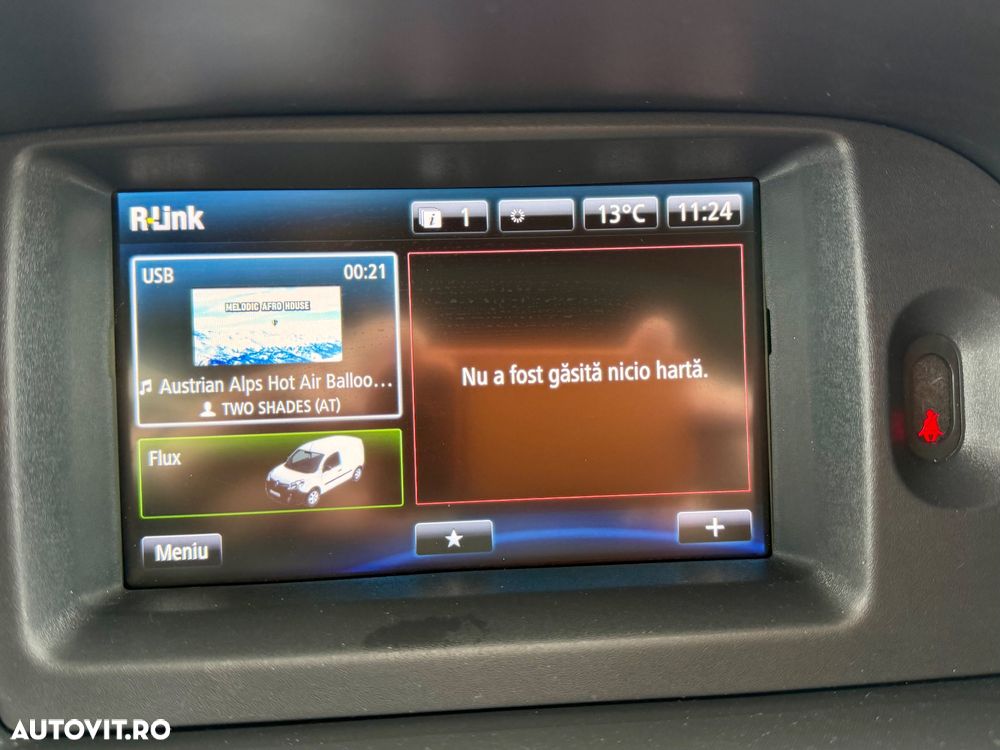 R-Link
1
13°C
11:24
USB
00:21
MELODIC AFRO HOUSE
Austrian Alps Hot Air Balloo...
TWO SHADES (AT)
Nu a fost găsită nicio hartă.
Flux
Meniu
AUTOVIT.RO